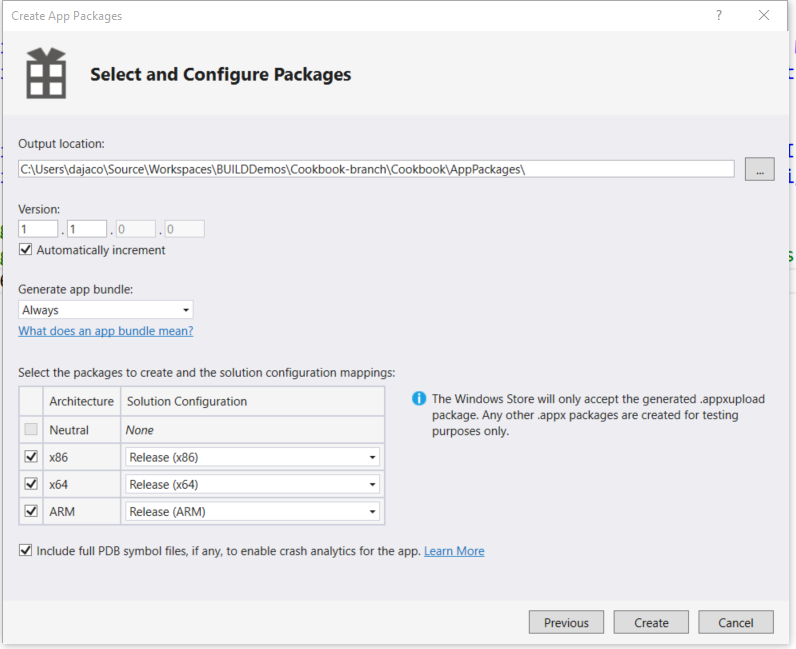 Create App Packages
?
Select and Configure Packages
Output location:
C:\Users\dajaco\Source\Workspaces\BUILDDemos\Cookbook-branch\Cookbook\AppPackages\
...
Version:
1 . 1 . 0 . 0
Automatically increment
Generate app bundle:
Always
What does an app bundle mean?
Select the packages to create and the solution configuration mappings:
Architecture Solution Configuration
Neutral None
x86 Release (x86)
x64 Release (x64)
ARM Release (ARM)
The Windows Store will only accept the generated .appxupload
package. Any other .appx packages are created for testing
purposes only.
Include full PDB symbol files, if any, to enable crash analytics for the app. Learn More
Previous Create Cancel